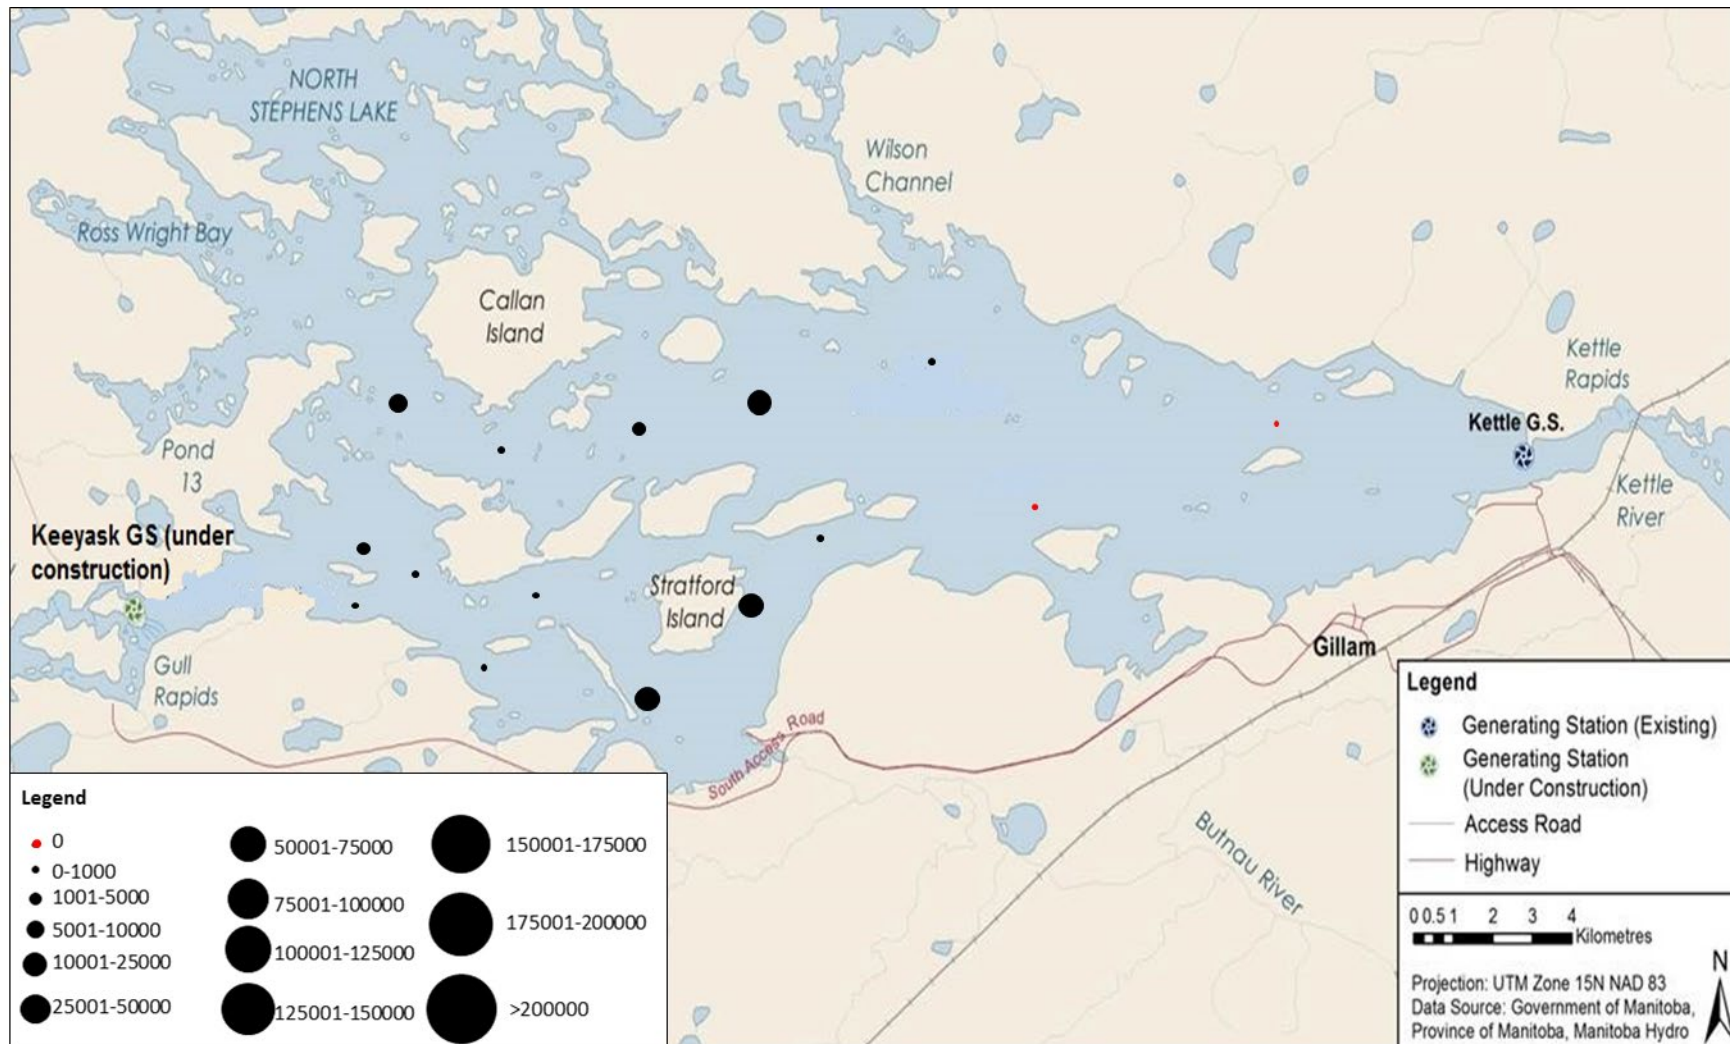 NORTH
STEPHENS LAKE
Wilson
Channel
Ross Wright Bay
Callan
Island
Kettle
Rapids
Kettle G.S.
Pond
13
Kettle
River
Keeyask GS (under
construction)
Stratford
Island
Gillam
Gull
Rapids
South Access Road
Butnau River
Legend
0
0-1000
1001-5000
5001-10000
10001-25000
25001-50000
50001-75000
75001-100000
100001-125000
125001-150000
150001-175000
175001-200000
>200000
Legend
Generating Station (Existing)
Generating Station
(Under Construction)
Access Road
Highway
0 0.5 1 2 3 4
Kilometres
N
Projection: UTM Zone 15N NAD 83
Data Source: Government of Manitoba,
Province of Manitoba, Manitoba Hydro